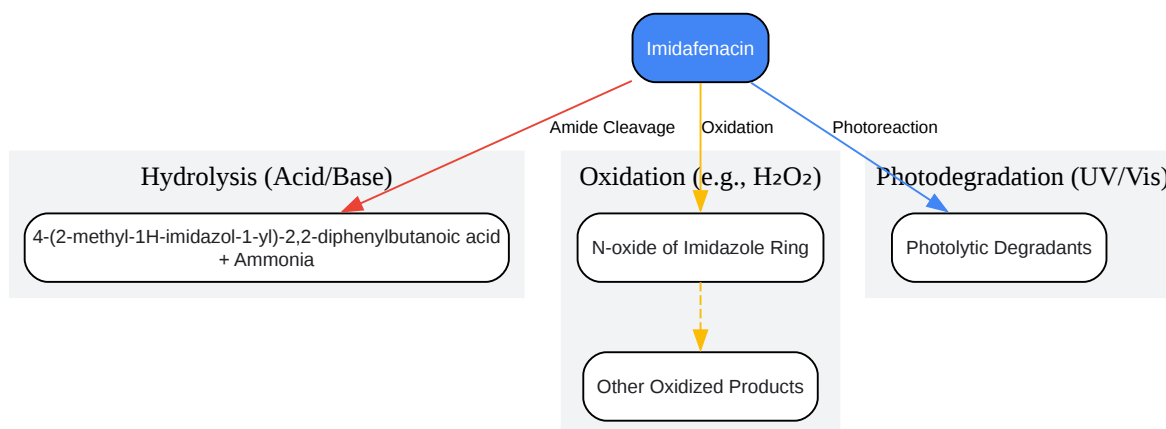 Imidafenacin
Amide Cleavage
Oxidation
Photoreaction
Hydrolysis (Acid/Base)
Oxidation (e.g., H₂O₂)
Photodegradation (UV/Vis)
4-(2-methyl-1H-imidazol-1-yl)-2,2-diphenylbutanoic acid
+ Ammonia
N-oxide of Imidazole Ring
Photolytic Degradants
Other Oxidized Products